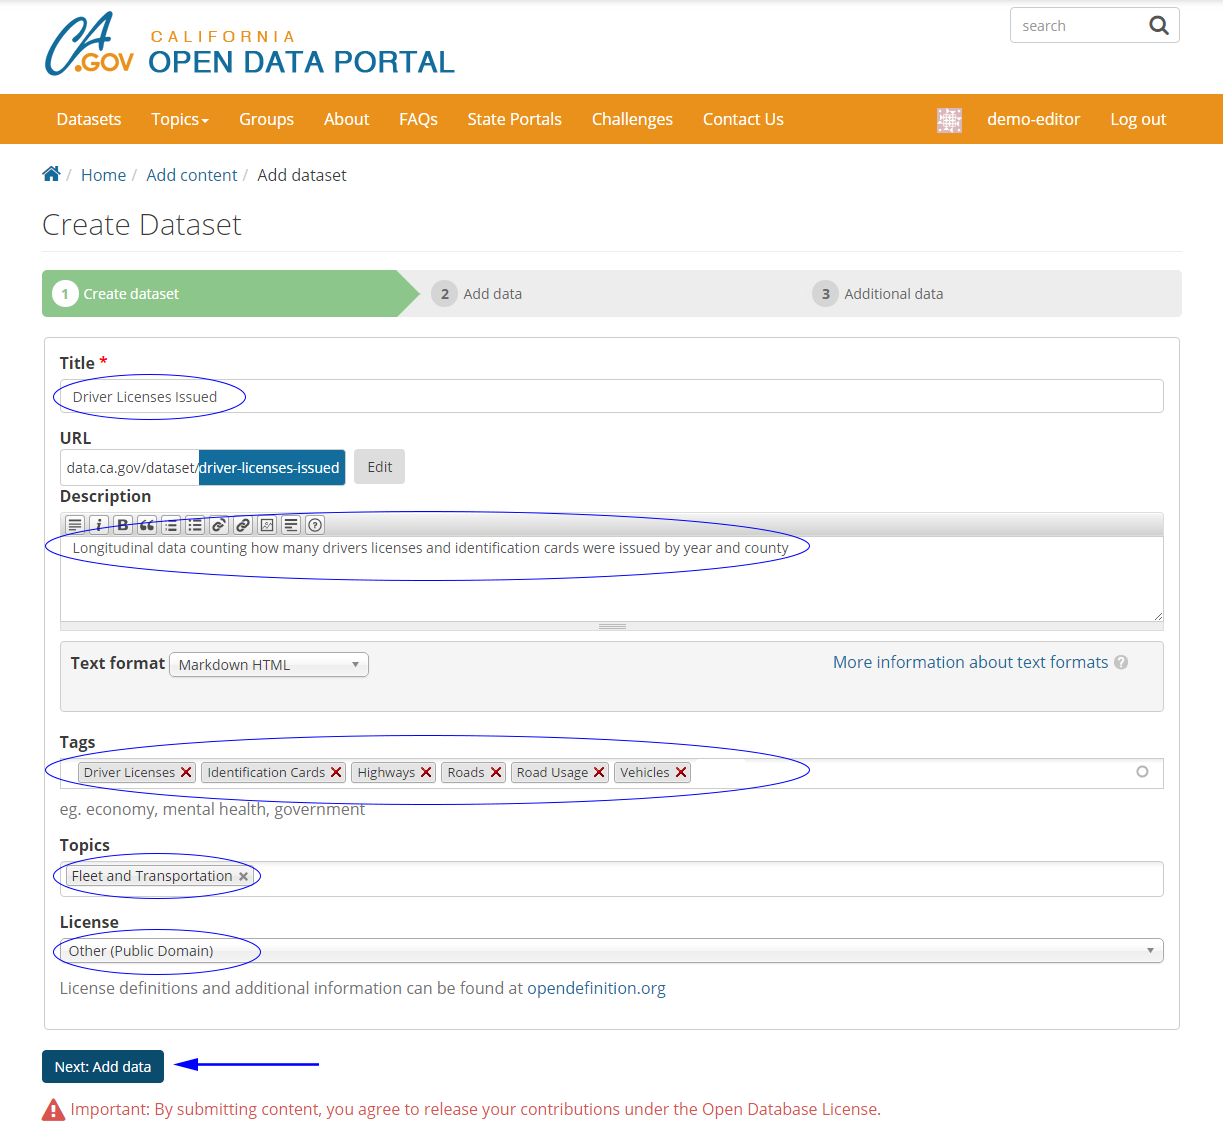 CA.GOV
CALIFORNIA
OPEN DATA PORTAL
search
Datasets Topics Groups About FAQs State Portals Challenges Contact Us demo-editor Log out
/ Home / Add content / Add dataset
Create Dataset
1 Create dataset 2 Add data 3 Additional data
Title *
Driver Licenses Issued
URL
data.ca.gov/dataset/driver-licenses-issued Edit
Description
Longitudinal data counting how many drivers licenses and identification cards were issued by year and county
Text format Markdown HTML More information about text formats ?
Tags
Driver Licenses Identification Cards Highways Roads Road Usage Vehicles
eg. economy, mental health, government
Topics
Fleet and Transportation
License
Other (Public Domain)
License definitions and additional information can be found at opendefinition.org
Next: Add data
Important: By submitting content, you agree to release your contributions under the Open Database License.